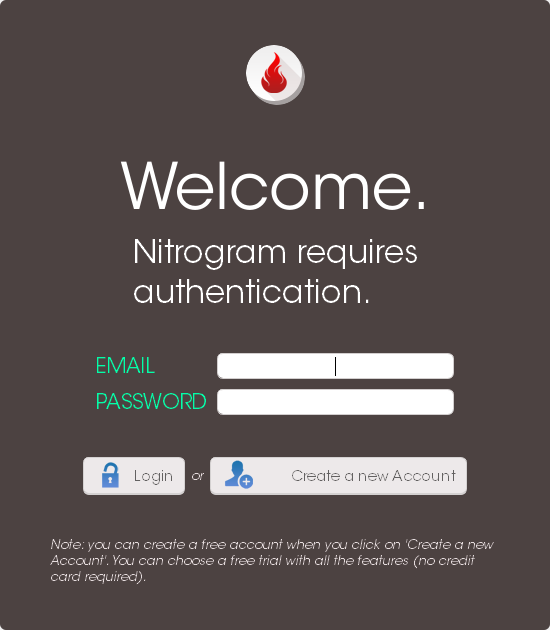 Welcome.
Nitrogram requires
authentication.
EMAIL
PASSWORD
Login or Create a new Account
Note: you can create a free account when you click on 'Create a new
Account'. You can choose a free trial with all the features (no credit
card required).